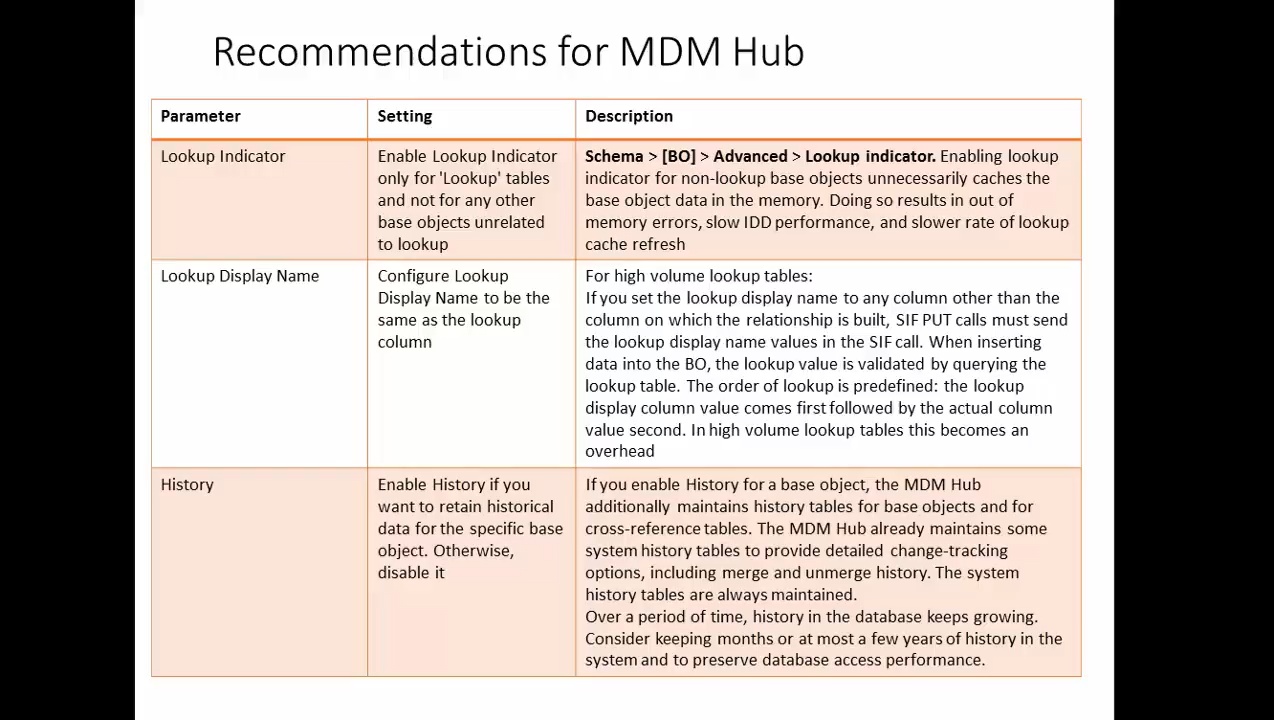 Recommendations for MDM Hub
Parameter
Setting
Description
Lookup Indicator
Enable Lookup Indicator
only for 'Lookup' tables
and not for any other
base objects unrelated
to lookup
Schema > [BO] > Advanced > Lookup indicator. Enabling lookup
indicator for non-lookup base objects unnecessarily caches the
base object data in the memory. Doing so results in out of
memory errors, slow IDD performance, and slower rate of lookup
cache refresh
Lookup Display Name
Configure Lookup
Display Name to be the
same as the lookup
column
For high volume lookup tables:
If you set the lookup display name to any column other than the
column on which the relationship is built, SIF PUT calls must send
the lookup display name values in the SIF call. When inserting
data into the BO, the lookup value is validated by querying the
lookup table. The order of lookup is predefined: the lookup
display column value comes first followed by the actual column
value second. In high volume lookup tables this becomes an
overhead
History
Enable History if you
want to retain historical
data for the specific base
object. Otherwise,
disable it
If you enable History for a base object, the MDM Hub
additionally maintains history tables for base objects and for
cross-reference tables. The MDM Hub already maintains some
system history tables to provide detailed change-tracking
options, including merge and unmerge history. The system
history tables are always maintained.
Over a period of time, history in the database keeps growing.
Consider keeping months or at most a few years of history in the
system and to preserve database access performance.